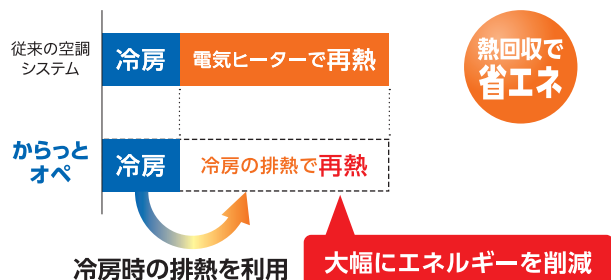 従来の空調
システム
冷房
電気ヒーターで再熱
熱回収で
省エネ
からっと
オペ
冷房
冷房の排熱で再熱
冷房時の排熱を利用
大幅にエネルギーを削減